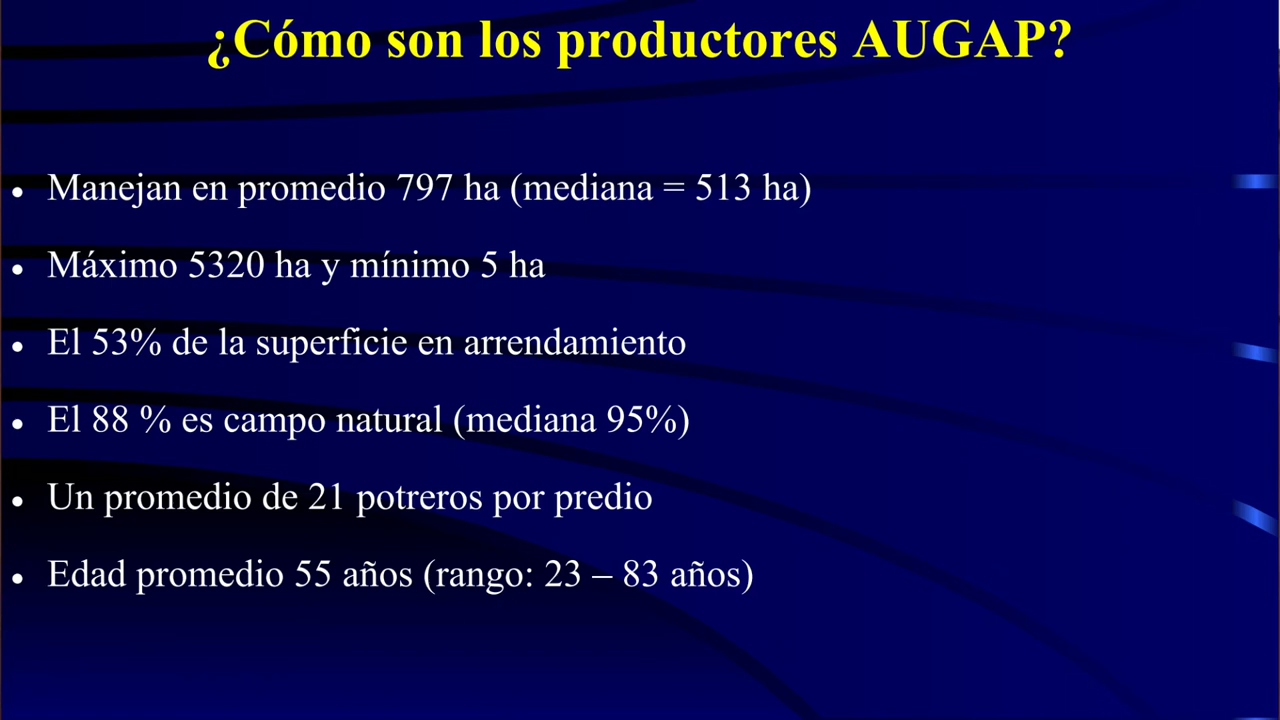 ¿Cómo son los productores AUGAP?
• Manejan en promedio 797 ha (mediana = 513 ha)
• Máximo 5320 ha y mínimo 5 ha
• El 53% de la superficie en arrendamiento
• El 88 % es campo natural (mediana 95%)
• Un promedio de 21 potreros por predio
• Edad promedio 55 años (rango: 23 – 83 años)